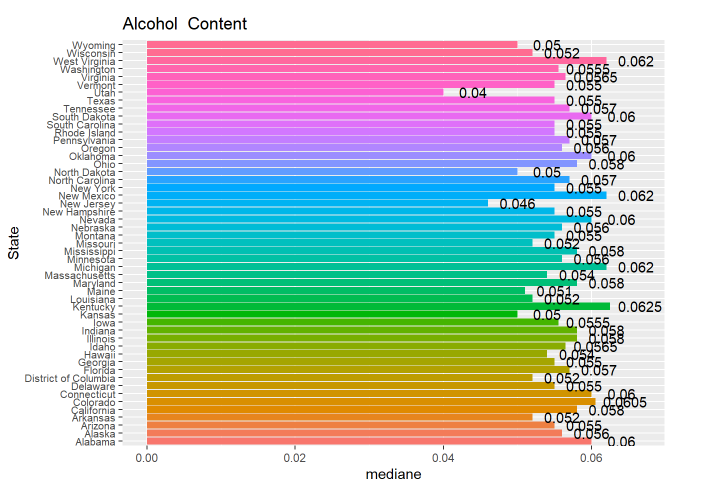 Alcohol  Content
State
Wyoming 0.05
Wisconsin 0.052
West Virginia 0.062
Washington 0.0555
Virginia 0.0565
Vermont 0.055
Utah 0.04
Texas 0.055
Tennessee 0.057
South Dakota 0.06
South Carolina 0.055
Rhode Island 0.055
Pennsylvania 0.057
Oregon 0.056
Oklahoma 0.06
Ohio 0.058
North Dakota 0.05
North Carolina 0.057
New York 0.055
New Mexico 0.062
New Jersey 0.046
New Hampshire 0.055
Nevada 0.06
Nebraska 0.056
Montana 0.055
Missouri 0.052
Mississippi 0.058
Minnesota 0.056
Michigan 0.062
Massachusetts 0.054
Maryland 0.058
Maine 0.051
Louisiana 0.052
Kentucky 0.0625
Kansas 0.05
Iowa 0.0555
Indiana 0.058
Illinois 0.058
Idaho 0.0565
Hawaii 0.054
Georgia 0.055
Florida 0.057
District of Columbia 0.052
Delaware 0.055
Connecticut 0.06
Colorado 0.0605
California 0.058
Arkansas 0.052
Arizona 0.055
Alaska 0.056
Alabama 0.06
0.00 0.02 0.04 0.06
mediane